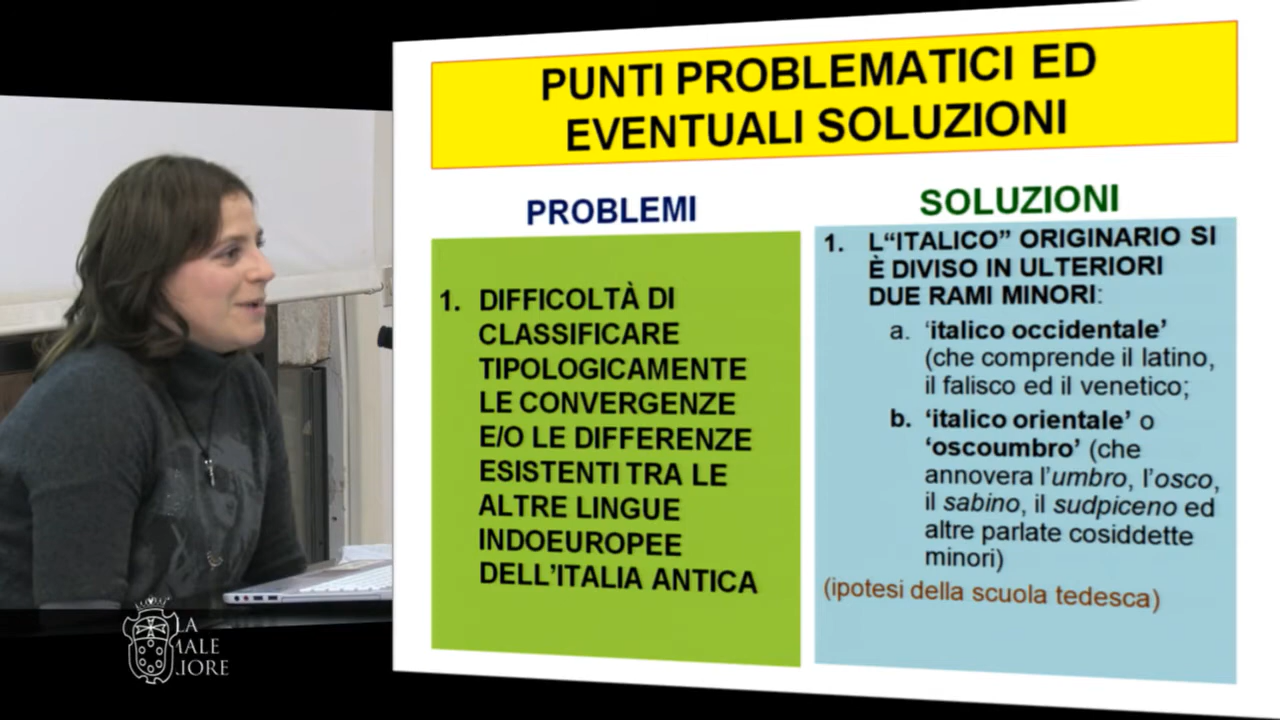 PUNTI PROBLEMATICI ED
EVENTUALI SOLUZIONI
PROBLEMI
1. DIFFICOLTÀ DI
CLASSIFICARE
TIPOLOGICAMENTE
LE CONVERGENZE
E/O LE DIFFERENZE
ESISTENTI TRA LE
ALTRE LINGUE
INDOEUROPEE
DELL'ITALIA ANTICA
SOLUZIONI
1. L“ITALICO” ORIGINARIO SI
È DIVISO IN ULTERIORI
DUE RAMI MINORI:
a. ‘italico occidentale’
(che comprende il latino,
il falisco ed il venetico;
b. ‘italico orientale’ o
‘oscoumbro’ (che
annovera l’umbro, l’osco,
il sabino, il sudpiceno ed
altre parlate cosiddette
minori)
(ipotesi della scuola tedesca)
LA
MALE
IORE